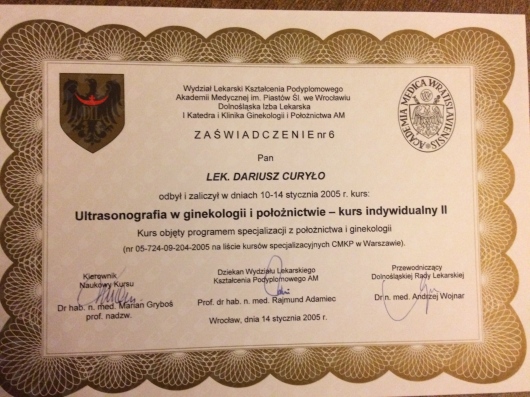 Wydział Lekarski Kształcenia Podyplomowego
Akademii Medycznej im. Piastów Śl. we Wrocławiu
Dolnośląska Izba Lekarska
I Katedra i Klinika Ginekologii i Położnictwa AM
ZAŚWIADCZENIE nr 6
Pan
LEK. DARIUSZ CURYŁO
odbył i zaliczył w dniach 10-14 stycznia 2005 r. kurs:
Ultrasonografia w ginekologii i położnictwie – kurs indywidualny II
Kurs objęty programem specjalizacji z położnictwa i ginekologii
(nr 05-724-09-204-2005 na liście kursów specjalizacyjnych CMKP w Warszawie).
Kierownik
Naukowy Kursu
Dr hab. n. med. Marian Gryboś
prof. nadzw.
Dziekan Wydziału Lekarskiego
Kształcenia Podyplomowego AM
Prof. dr hab. n. med. Rajmund Adamiec
Przewodniczący
Dolnośląskiej Rady Lekarskiej
Dr n. med. Andrzej Wojnar
Wrocław, dnia 14 stycznia 2005 r.
ACADEMIA MEDICA WRATISLAVIENSIS